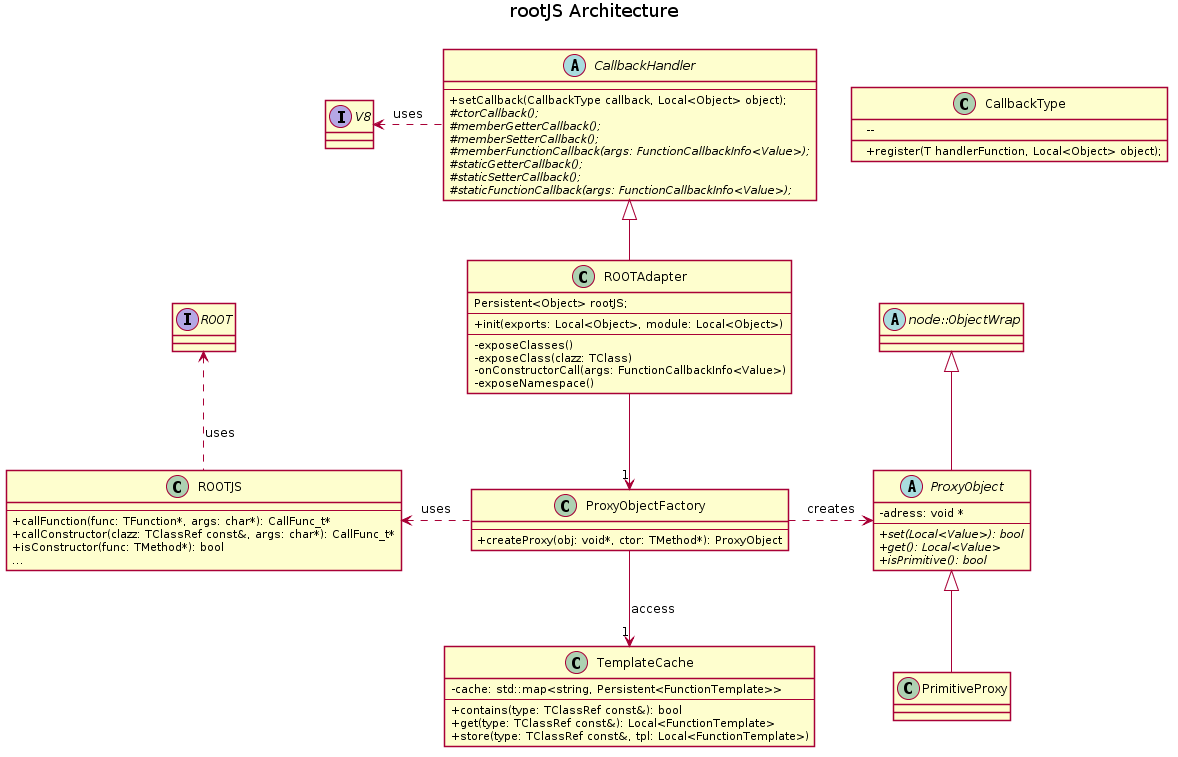 rootJS Architecture
A CallbackHandler
+setCallback(CallbackType callback, Local<Object> object);
#ctorCallback();
#memberGetterCallback();
#memberSetterCallback();
#memberFunctionCallback(args: FunctionCallbackInfo<Value>);
#staticGetterCallback();
#staticSetterCallback();
#staticFunctionCallback(args: FunctionCallbackInfo<Value>);
I V8
uses
C CallbackType
--
+register(T handlerFunction, Local<Object> object);
C ROOTAdapter
Persistent<Object> rootJS;
+init(exports: Local<Object>, module: Local<Object>)
-exposeClasses()
-exposeClass(clazz: TClass)
-onConstructorCall(args: FunctionCallbackInfo<Value>)
-exposeNamespace()
I ROOT
A node::ObjectWrap
uses
1
C ROOTJS
+callFunction(func: TFunction*, args: char*): CallFunc_t*
+callConstructor(clazz: TClassRef const&, args: char*): CallFunc_t*
+isConstructor(func: TMethod*): bool
...
uses
C ProxyObjectFactory
+createProxy(obj: void*, ctor: TMethod*): ProxyObject
creates
A ProxyObject
-adress: void *
+set(Local<Value>): bool
+get(): Local<Value>
+isPrimitive(): bool
access
1
C TemplateCache
-cache: std::map<string, Persistent<FunctionTemplate>>
+contains(type: TClassRef const&): bool
+get(type: TClassRef const&): Local<FunctionTemplate>
+store(type: TClassRef const&, tpl: Local<FunctionTemplate>)
C PrimitiveProxy